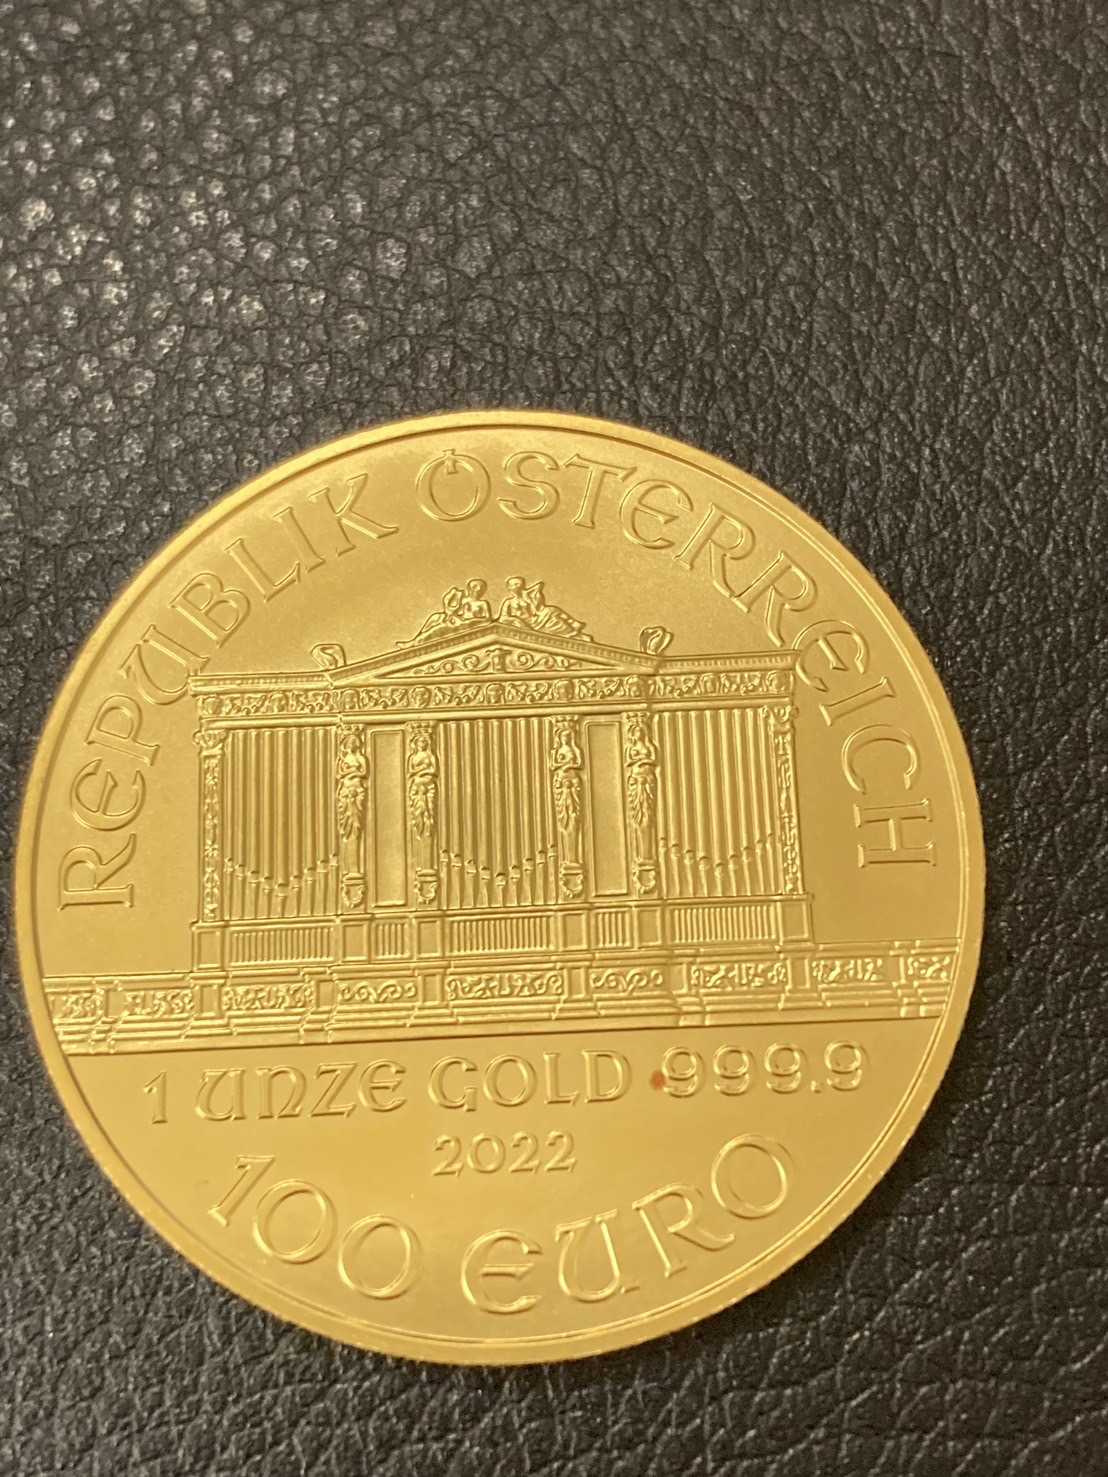 REPUBLIK ÖSTERREICH
1 UNZE GOLD 999.9
2022
100 EURO